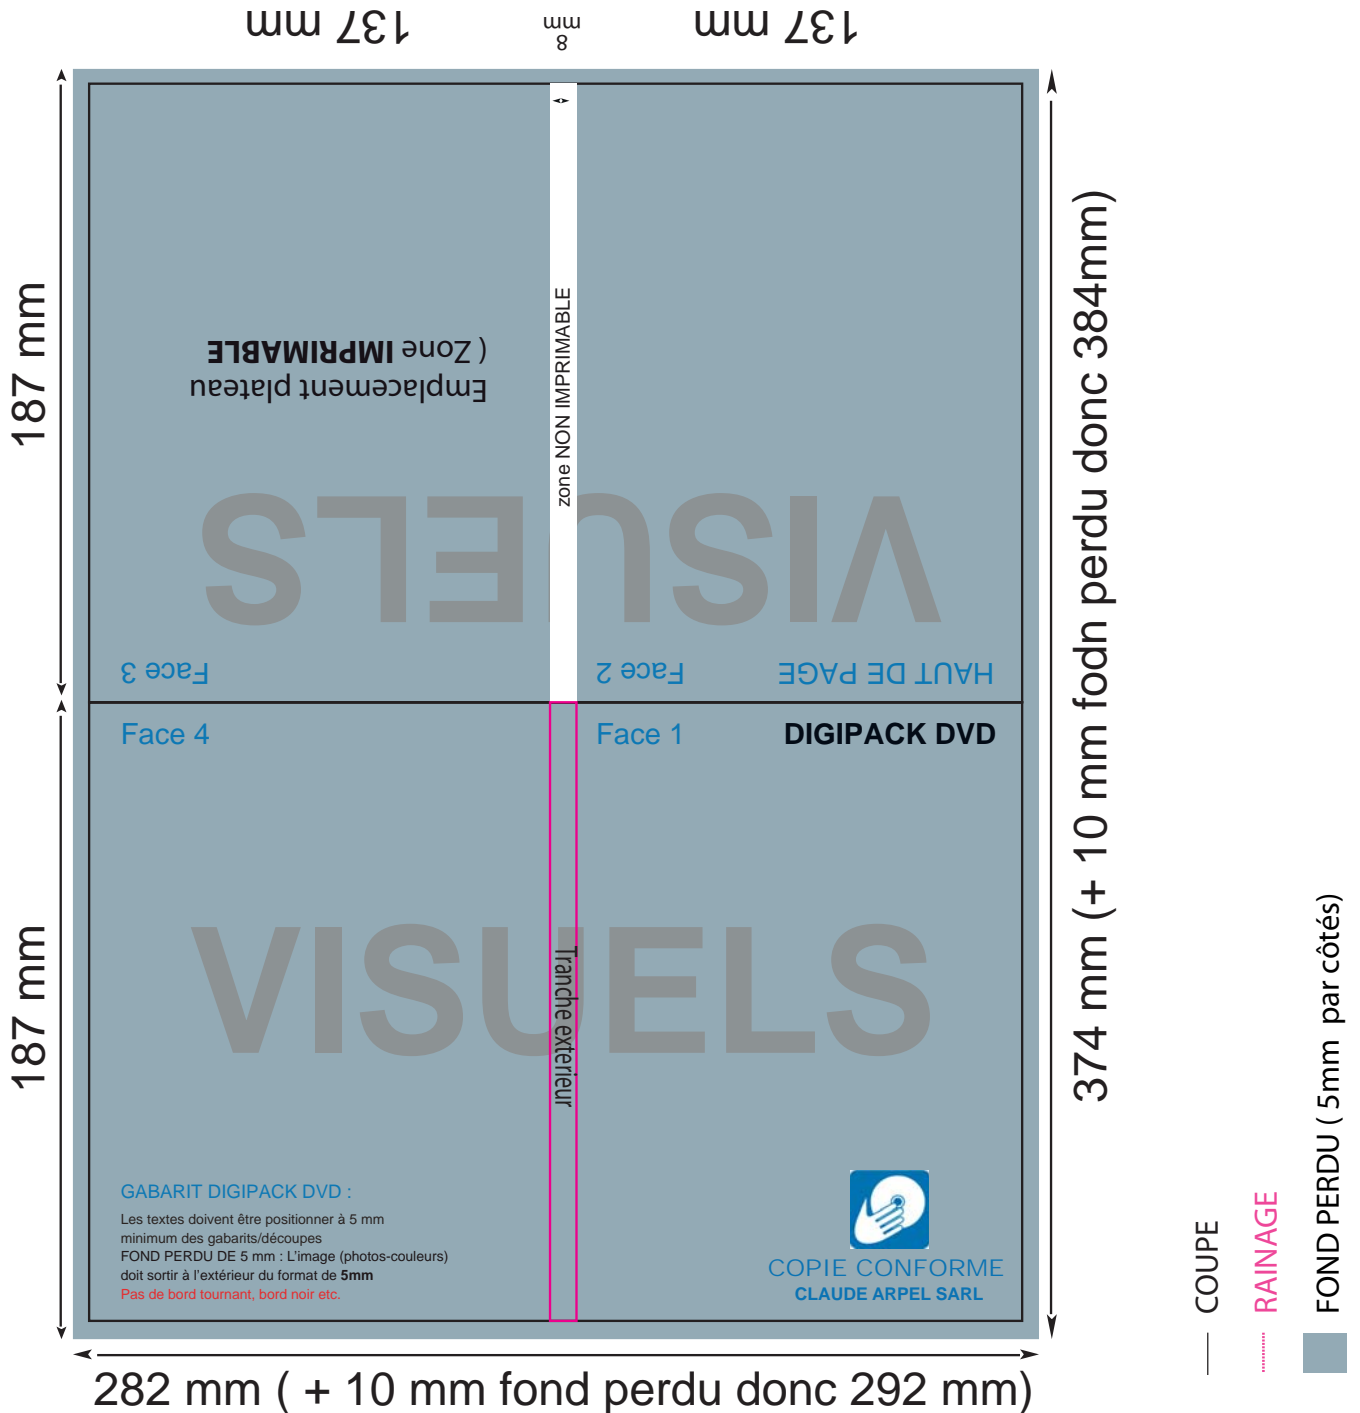 137 mm
8
mm
137 mm
187 mm
Emplacement plateau
( Zone IMPRIMABLE
zone NON IMPRIMABLE
VISUELS
Face 3
Face 2
HAUT DE PAGE
374 mm (+ 10 mm fodn perdu donc 384mm)
187 mm
Face 4
Face 1
DIGIPACK DVD
VISUELS
Tranche exterieur
GABARIT DIGIPACK DVD :
Les textes doivent être positionner à 5 mm
minimum des gabarits/découpes
FOND PERDU DE 5 mm : L'image (photos-couleurs)
doit sortir à l'extérieur du format de 5mm
Pas de bord tournant, bord noir etc.
COPIE CONFORME
CLAUDE ARPEL SARL
282 mm ( + 10 mm fond perdu donc 292 mm)
COUPE
RAINAGE
FOND PERDU ( 5mm par côtés)